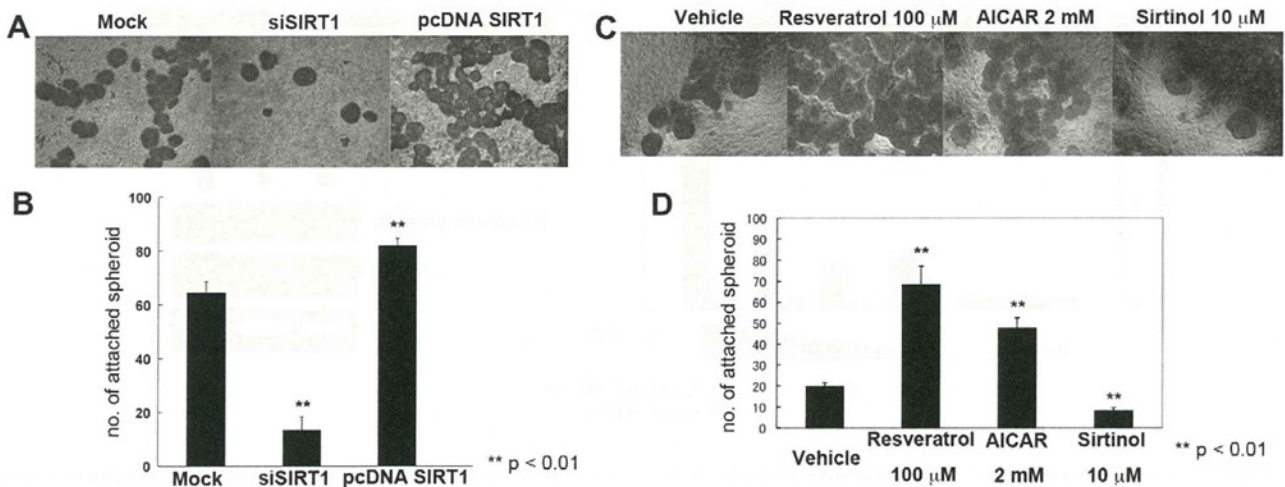 A
Mock siSIRT1 pcDNA SIRT1
B
no. of attached spheroid
100
80
60
40
20
0
**
**
Mock siSIRT1 pcDNA SIRT1
** p < 0.01
C
Vehicle Resveratrol 100 μM AICAR 2 mM Sirtinol 10 μM
D
no. of attached spheroid
100
90
80
70
60
50
40
30
20
10
0
**
**
**
Vehicle Resveratrol AICAR Sirtinol
100 μM 2 mM 10 μM
** p < 0.01